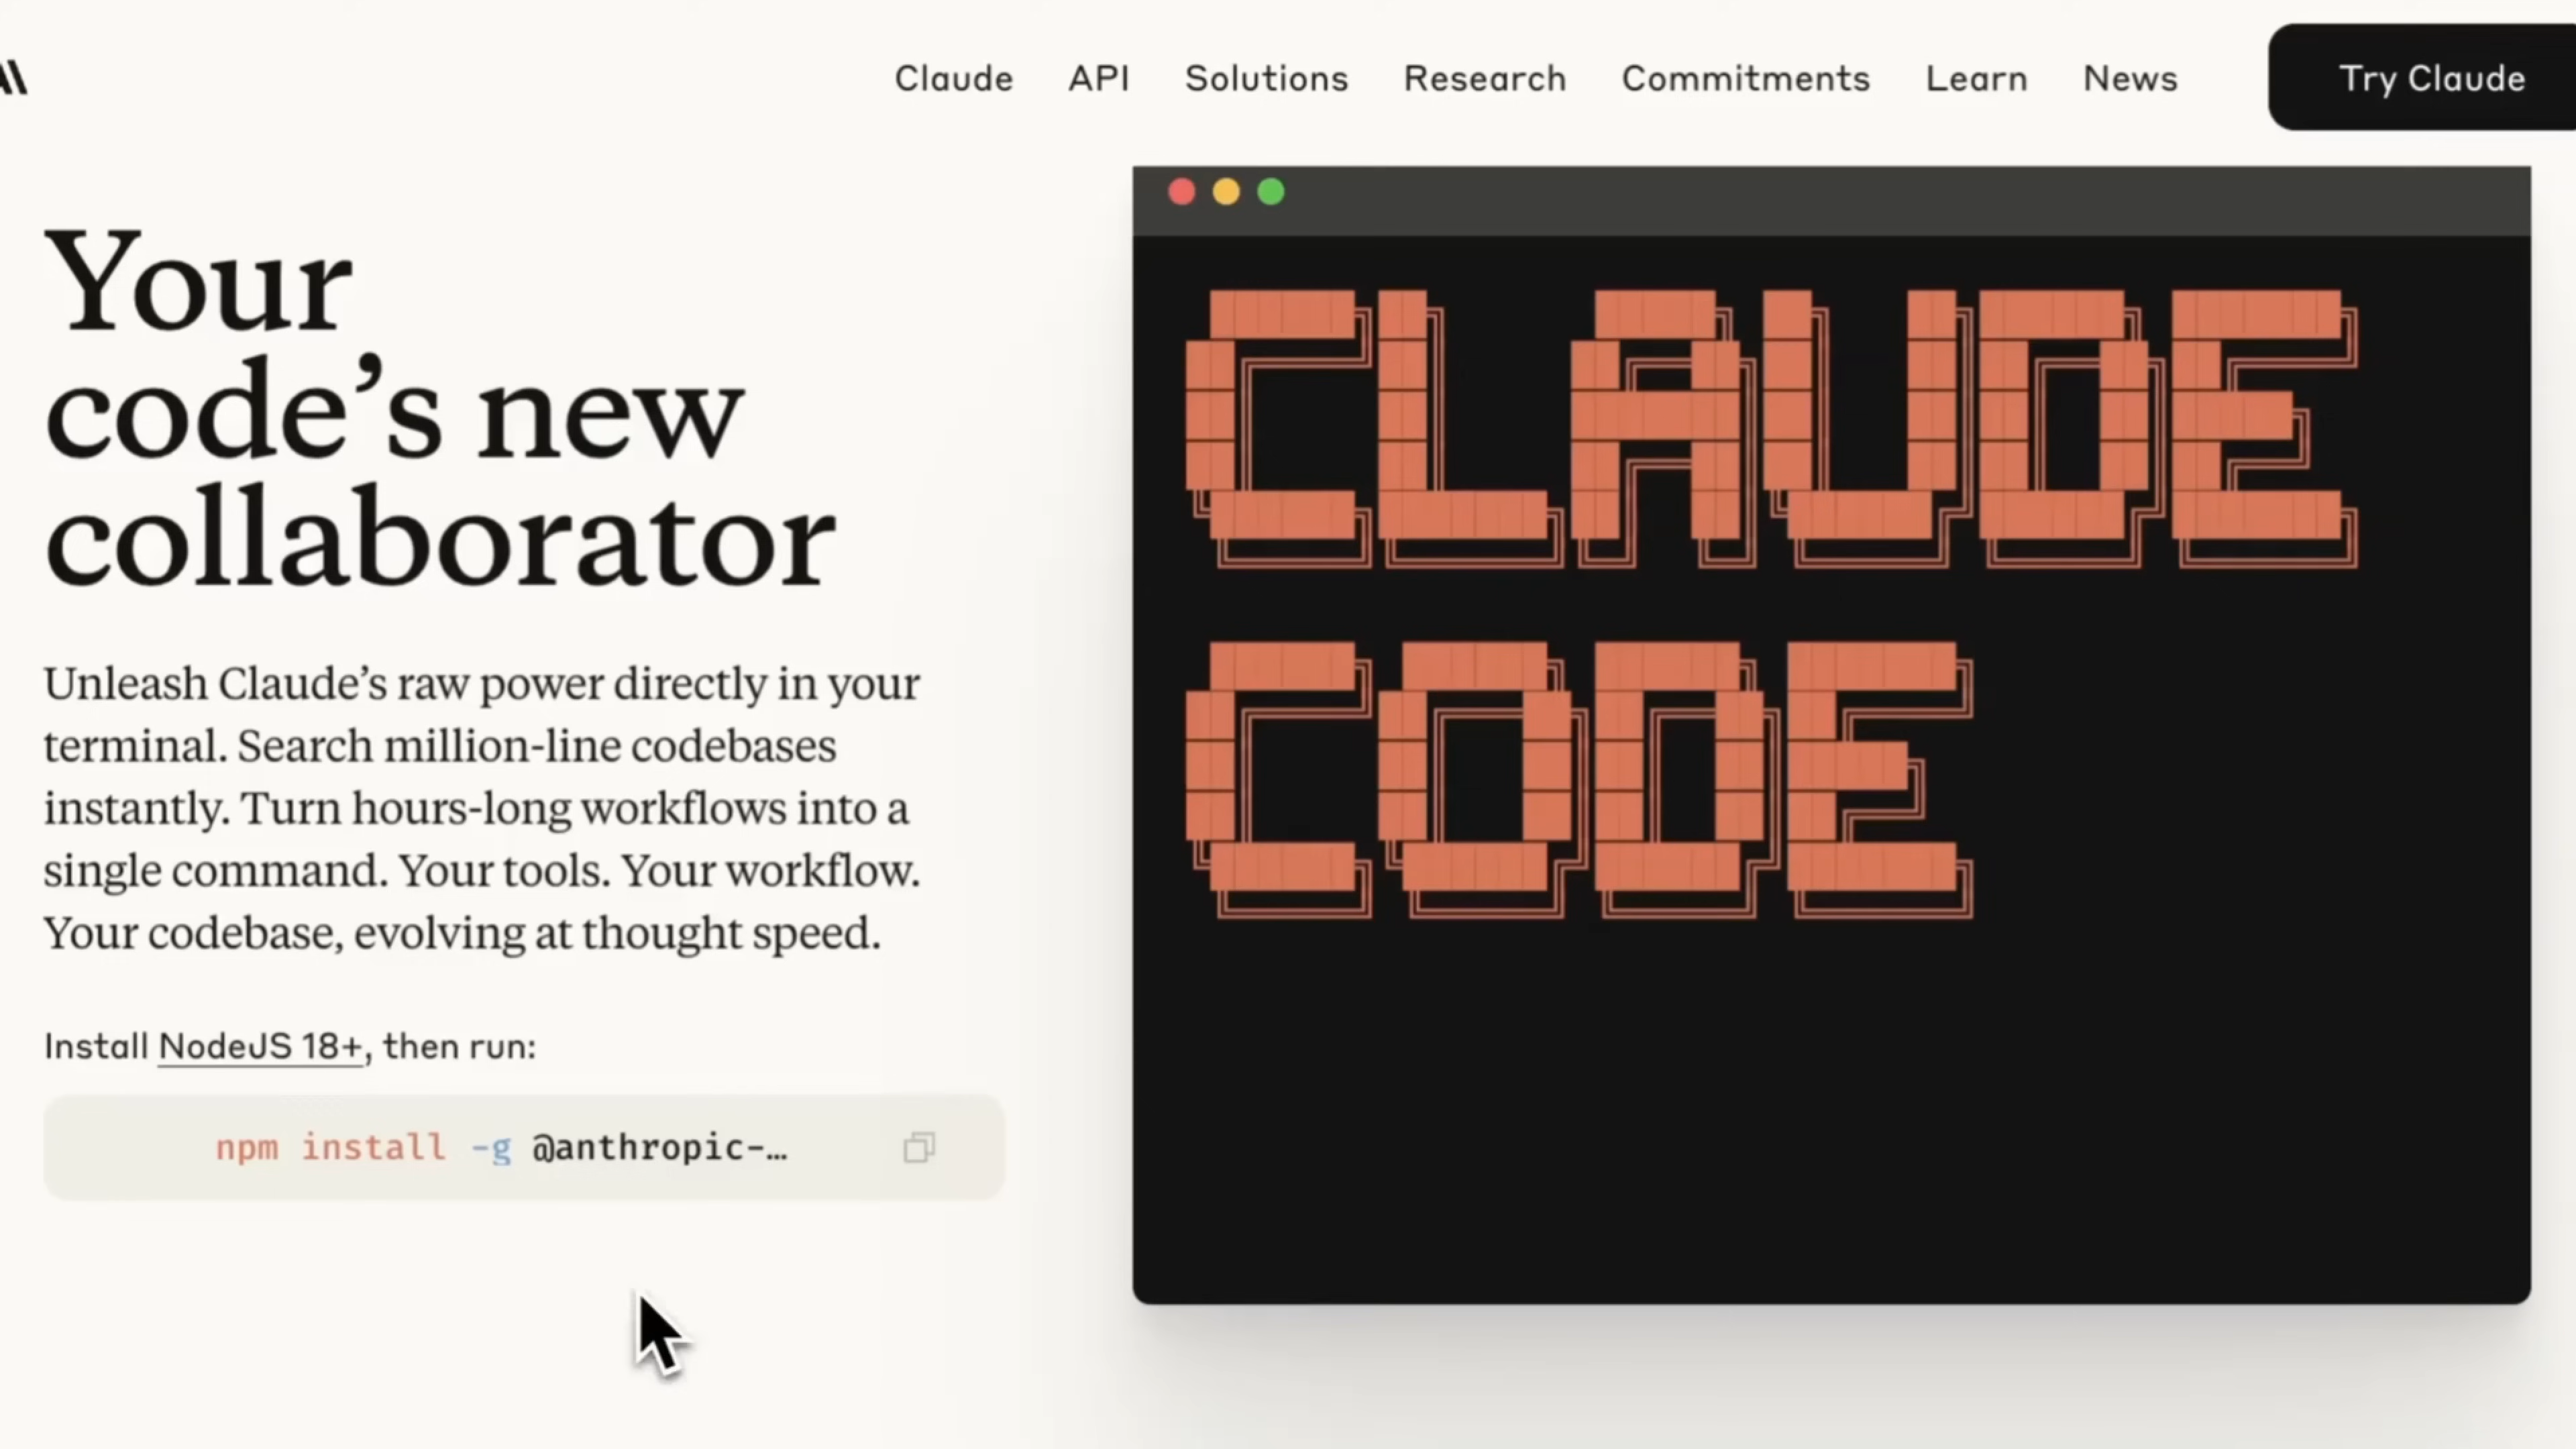 Claude API Solutions Research Commitments Learn News Try Claude
Your
code’s new
collaborator
Unleash Claude’s raw power directly in your
terminal. Search million-line codebases
instantly. Turn hours-long workflows into a
single command. Your tools. Your workflow.
Your codebase, evolving at thought speed.
Install NodeJS 18+, then run:
npm install -g @anthropic-…
CLAUDE
CODE